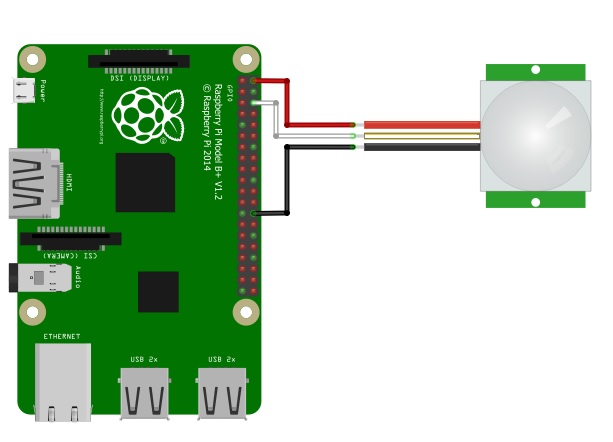 DSI (DISPLAY)
Power
GPIO
http://www.raspberrypi.org
Raspberry Pi Model B+ V1.2
© Raspberry Pi 2014
HDMI
CSI (CAMERA)
Audio
ETHERNET
USB 2x
USB 2x